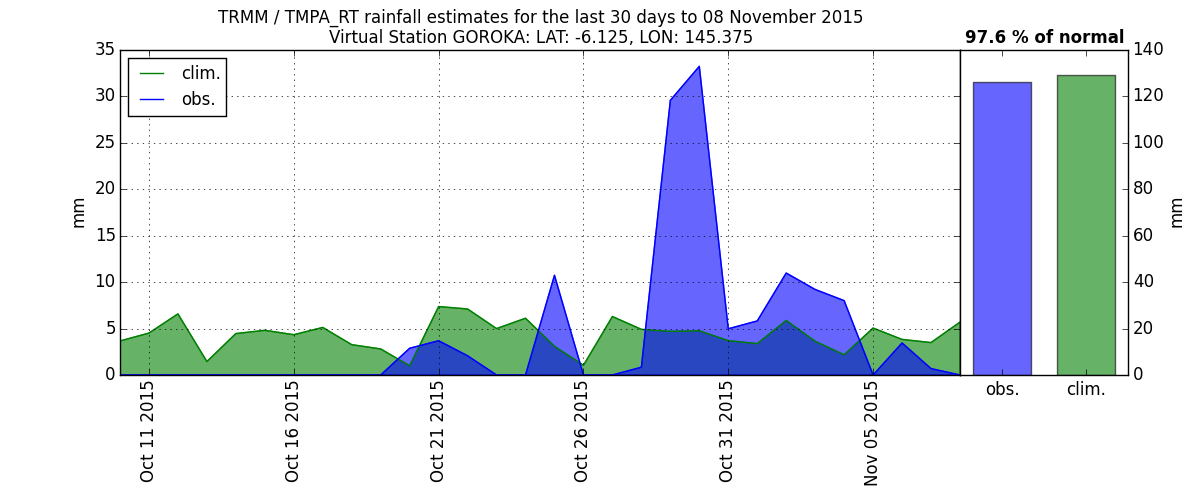 TRMM / TMPA_RT rainfall estimates for the last 30 days to 08 November 2015
Virtual Station GOROKA: LAT: -6.125, LON: 145.375
97.6 % of normal
clim.
obs.
35
30
25
20
15
10
5
0
mm
Oct 11 2015
Oct 16 2015
Oct 21 2015
Oct 26 2015
Oct 31 2015
Nov 05 2015
140
120
100
80
60
40
20
0
mm
obs.
clim.